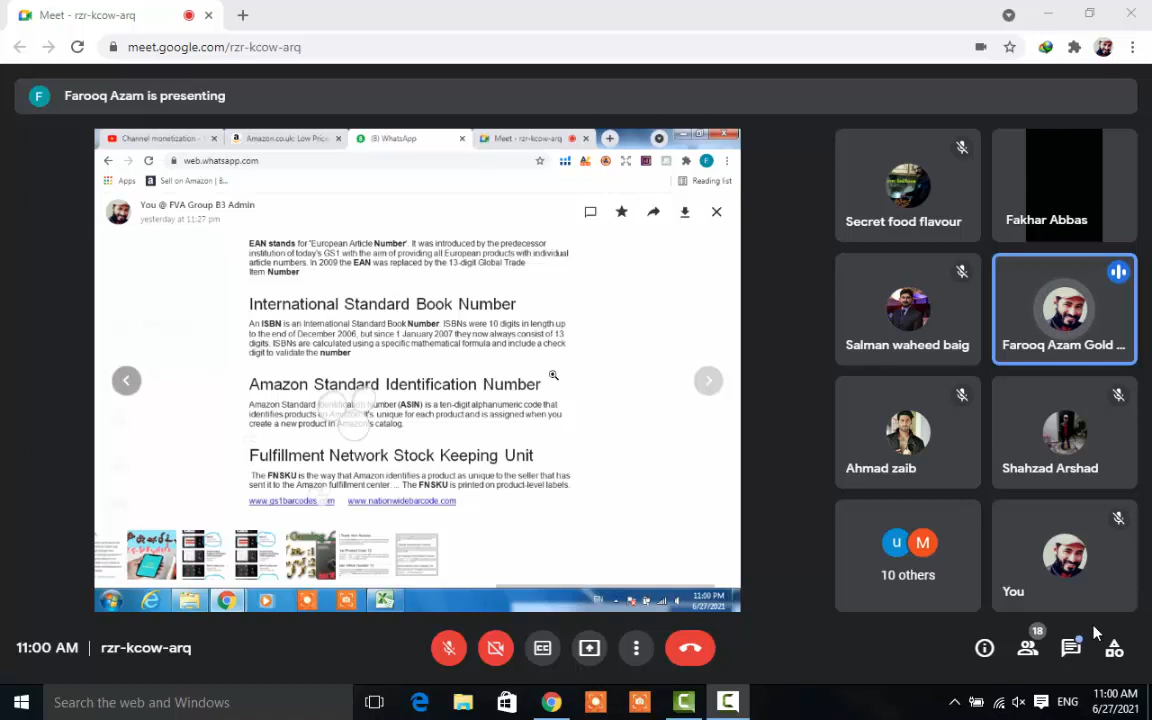 Meet - rzr-kcow-arq
meet.google.com/rzr-kcow-arq
F Farooq Azam is presenting
Channel monetization - Amazon.co.uk: Low Price (8) WhatsApp Meet - rzr-kcow-arq
web.whatsapp.com
Apps Sell on Amazon | B... Reading list
You @ FVA Group B3 Admin
yesterday at 11:27 pm
EAN stands for 'European Article Number'. It was introduced by the predecessor
institution of today's GS1 with the aim of providing all European products with individual
article numbers. In 2009 the EAN was replaced by the 13-digit Global Trade
Item Number
International Standard Book Number
An ISBN is an International Standard Book Number. ISBNs were 10 digits in length up
to the end of December 2006, but since 1 January 2007 they now always consist of 13
digits. ISBNs are calculated using a specific mathematical formula and include a check
digit to validate the number
Amazon Standard Identification Number
Amazon Standard Identification Number (ASIN) is a ten-digit alphanumeric code that
identifies products on Amazon. It's unique for each product and is assigned when you
create a new product in Amazon's catalog.
Fulfillment Network Stock Keeping Unit
The FNSKU is the way that Amazon identifies a product as unique to the seller that has
sent it to the Amazon fulfillment center. ... The FNSKU is printed on product-level labels.
www.gs1barcodes.com www.nationwidebarcode.com
11:00 PM
6/27/2021
Secret food flavour
Fakhar Abbas
Salman waheed baig
Farooq Azam Gold ...
Ahmad zaib
Shahzad Arshad
u M
10 others
You
11:00 AM rzr-kcow-arq
18
Search the web and Windows
ENG
11:00 AM
6/27/2021